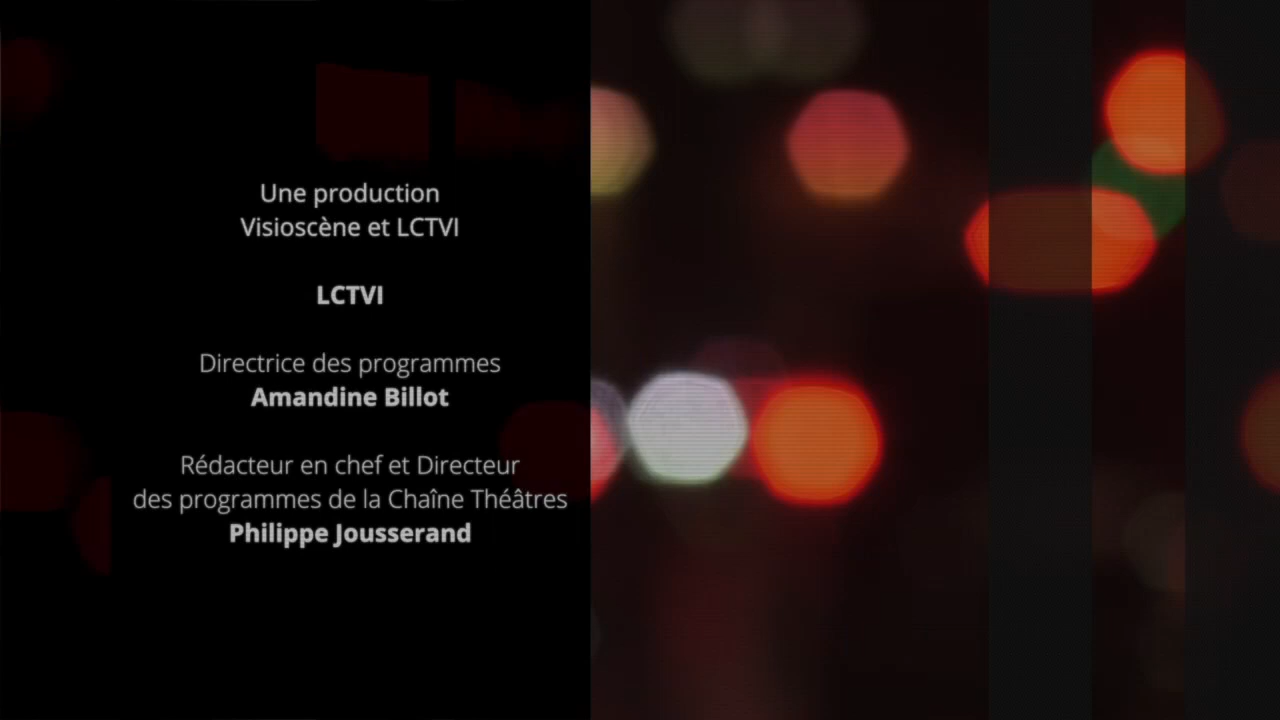 Une production
Visioscène et LCTVI
LCTVI
Directrice des programmes
Amandine Billot
Rédacteur en chef et Directeur
des programmes de la Chaîne Théâtres
Philippe Jousserand